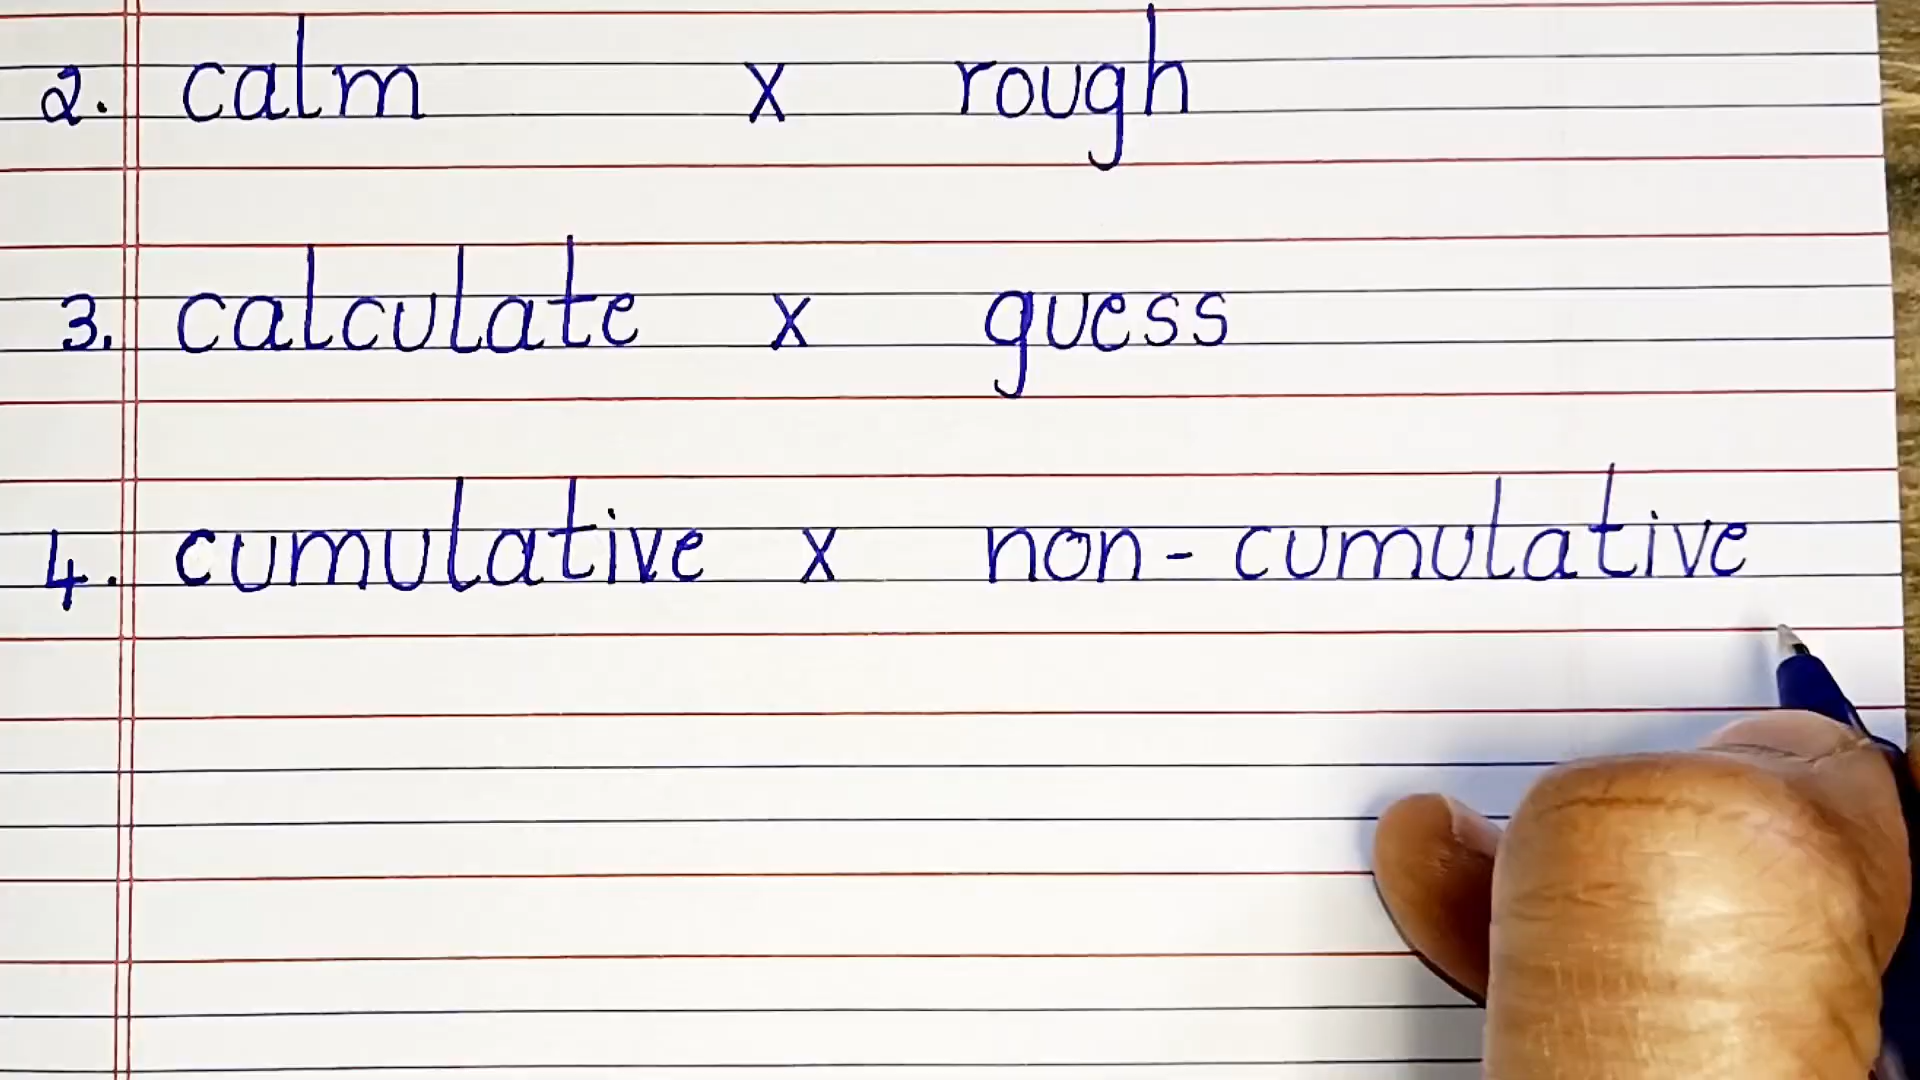 2. calm x rough
3. calculate x guess
4. cumulative x non-cumulative